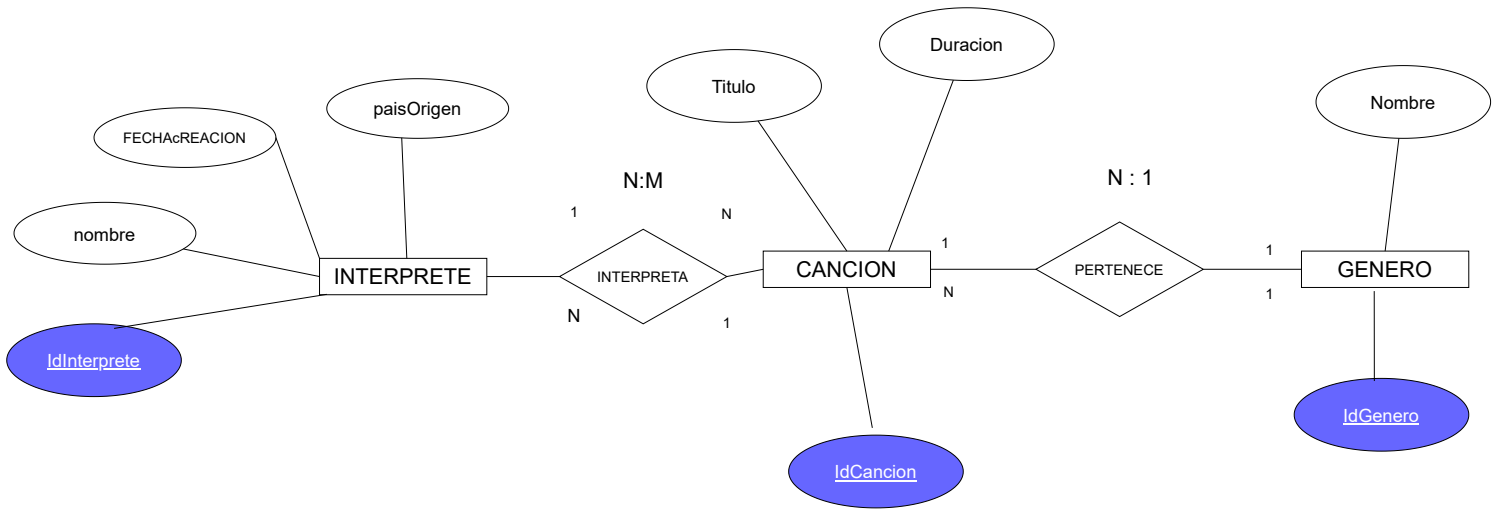 Duracion
Titulo
Nombre
paisOrigen
FECHAcREACION
N:M
N : 1
1
N
nombre
1
1
INTERPRETE
INTERPRETA
CANCION
PERTENECE
GENERO
N
1
N
1
IdInterprete
IdGenero
IdCancion